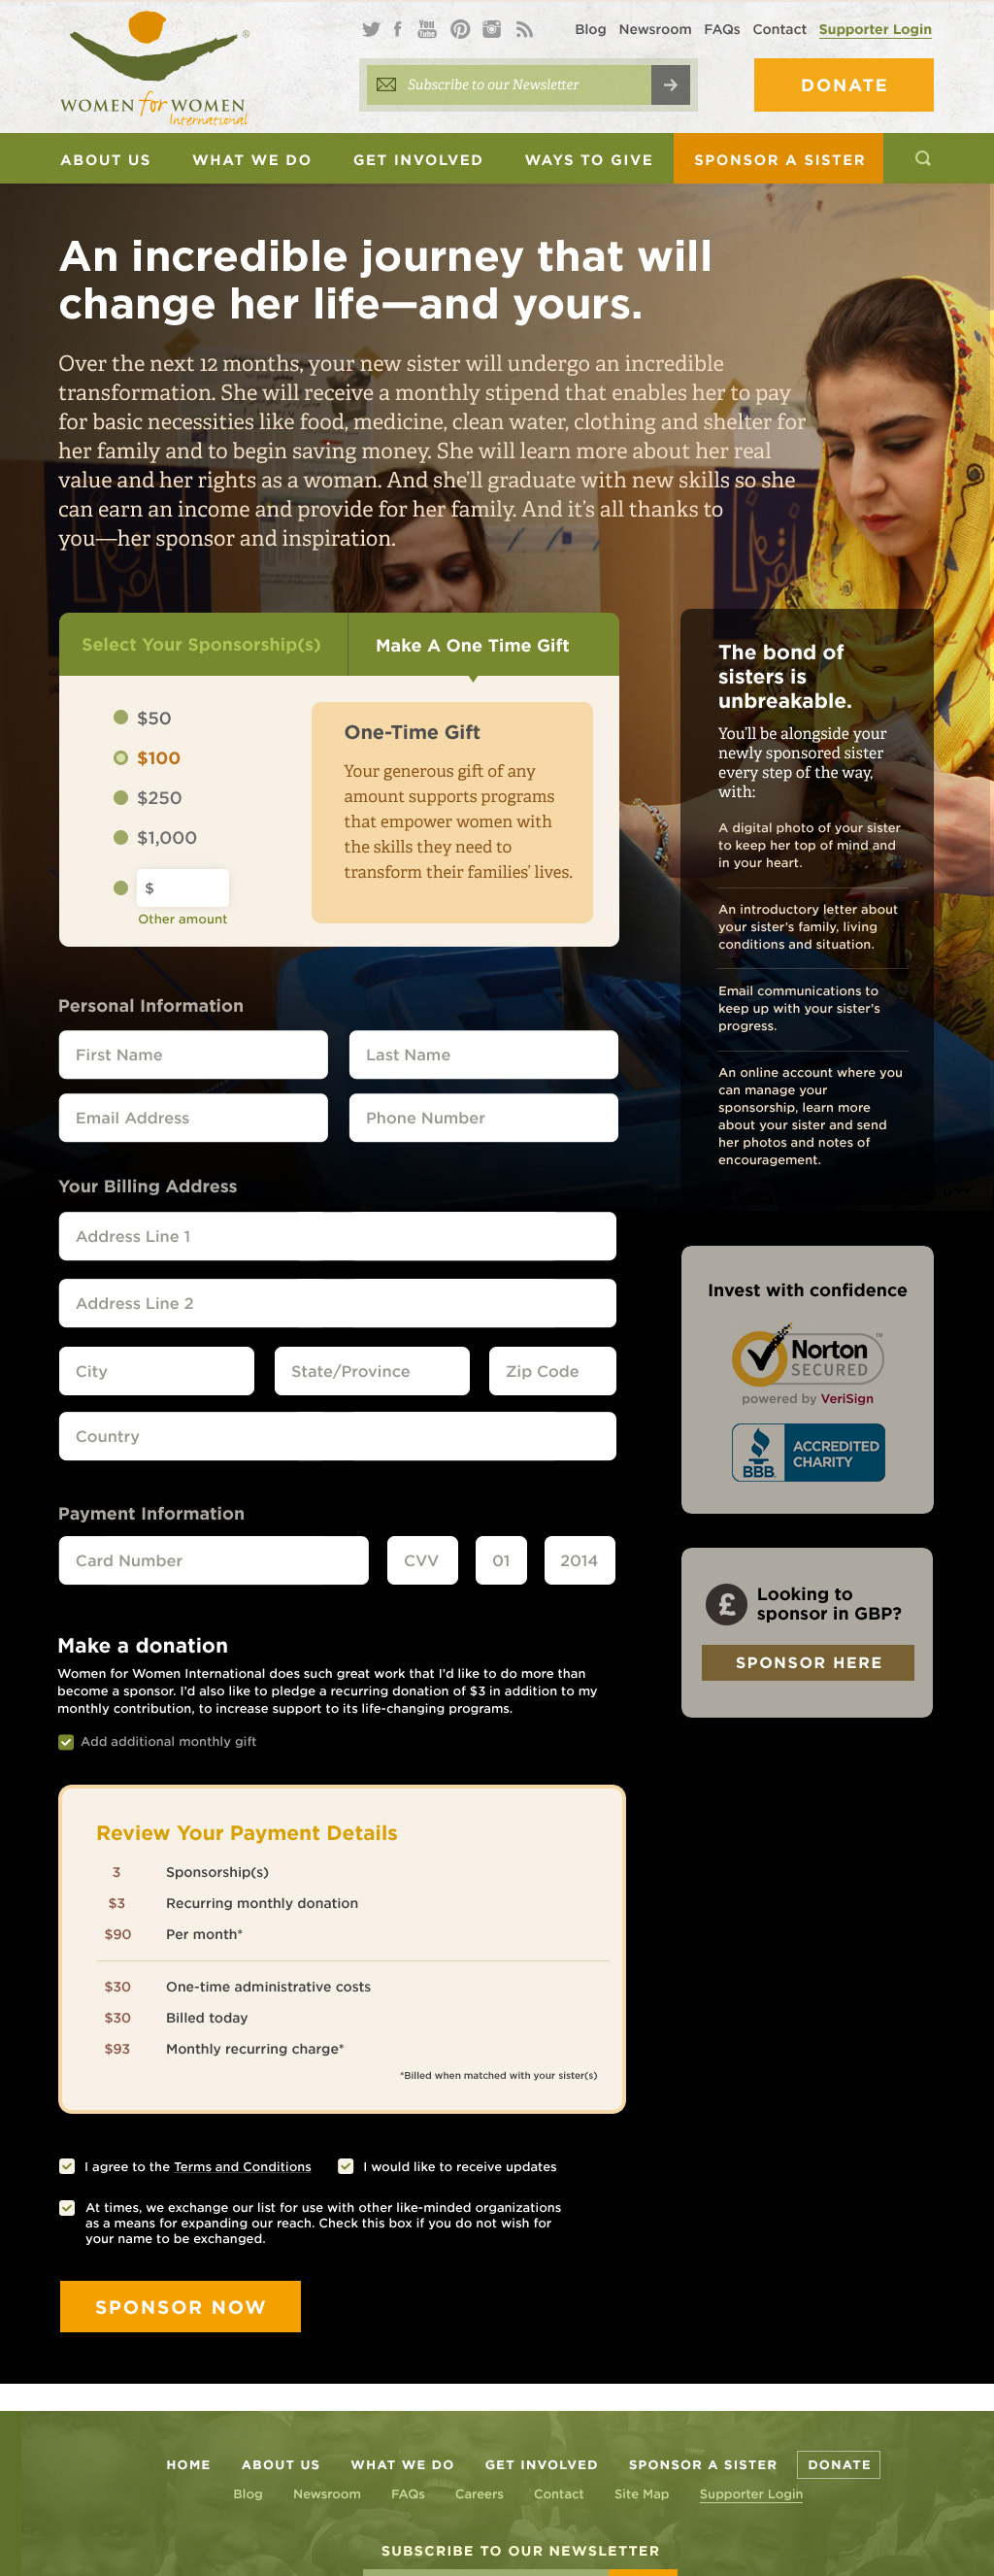 WOMEN for WOMEN
International
®
You
Tube
Blog Newsroom FAQs Contact Supporter Login
Subscribe to our Newsletter
DONATE
ABOUT US WHAT WE DO GET INVOLVED WAYS TO GIVE SPONSOR A SISTER
An incredible journey that will
change her life—and yours.
Over the next 12 months, your new sister will undergo an incredible
transformation. She will receive a monthly stipend that enables her to pay
for basic necessities like food, medicine, clean water, clothing and shelter for
her family and to begin saving money. She will learn more about her real
value and her rights as a woman. And she’ll graduate with new skills so she
can earn an income and provide for her family. And it’s all thanks to
you—her sponsor and inspiration.
Select Your Sponsorship(s) Make A One Time Gift
$50
$100
$250
$1,000
$
Other amount
One-Time Gift
Your generous gift of any
amount supports programs
that empower women with
the skills they need to
transform their families’ lives.
The bond of
sisters is
unbreakable.
You’ll be alongside your
newly sponsored sister
every step of the way,
with:
A digital photo of your sister
to keep her top of mind and
in your heart.
An introductory letter about
your sister’s family, living
conditions and situation.
Email communications to
keep up with your sister’s
progress.
An online account where you
can manage your
sponsorship, learn more
about your sister and send
her photos and notes of
encouragement.
Personal Information
First Name Last Name
Email Address Phone Number
Your Billing Address
Address Line 1
Address Line 2
City State/Province Zip Code
Country
Invest with confidence
Norton™
SECURED
powered by VeriSign
BBB ACCREDITED
CHARITY
Payment Information
Card Number CVV 01 2014
£ Looking to
sponsor in GBP?
SPONSOR HERE
Make a donation
Women for Women International does such great work that I’d like to do more than
become a sponsor. I’d also like to pledge a recurring donation of $3 in addition to my
monthly contribution, to increase support to its life-changing programs.
Add additional monthly gift
Review Your Payment Details
3 Sponsorship(s)
$3 Recurring monthly donation
$90 Per month*
$30 One-time administrative costs
$30 Billed today
$93 Monthly recurring charge*
*Billed when matched with your sister(s)
I agree to the Terms and Conditions I would like to receive updates
At times, we exchange our list for use with other like-minded organizations
as a means for expanding our reach. Check this box if you do not wish for
your name to be exchanged.
SPONSOR NOW
HOME ABOUT US WHAT WE DO GET INVOLVED SPONSOR A SISTER DONATE
Blog Newsroom FAQs Careers Contact Site Map Supporter Login
SUBSCRIBE TO OUR NEWSLETTER